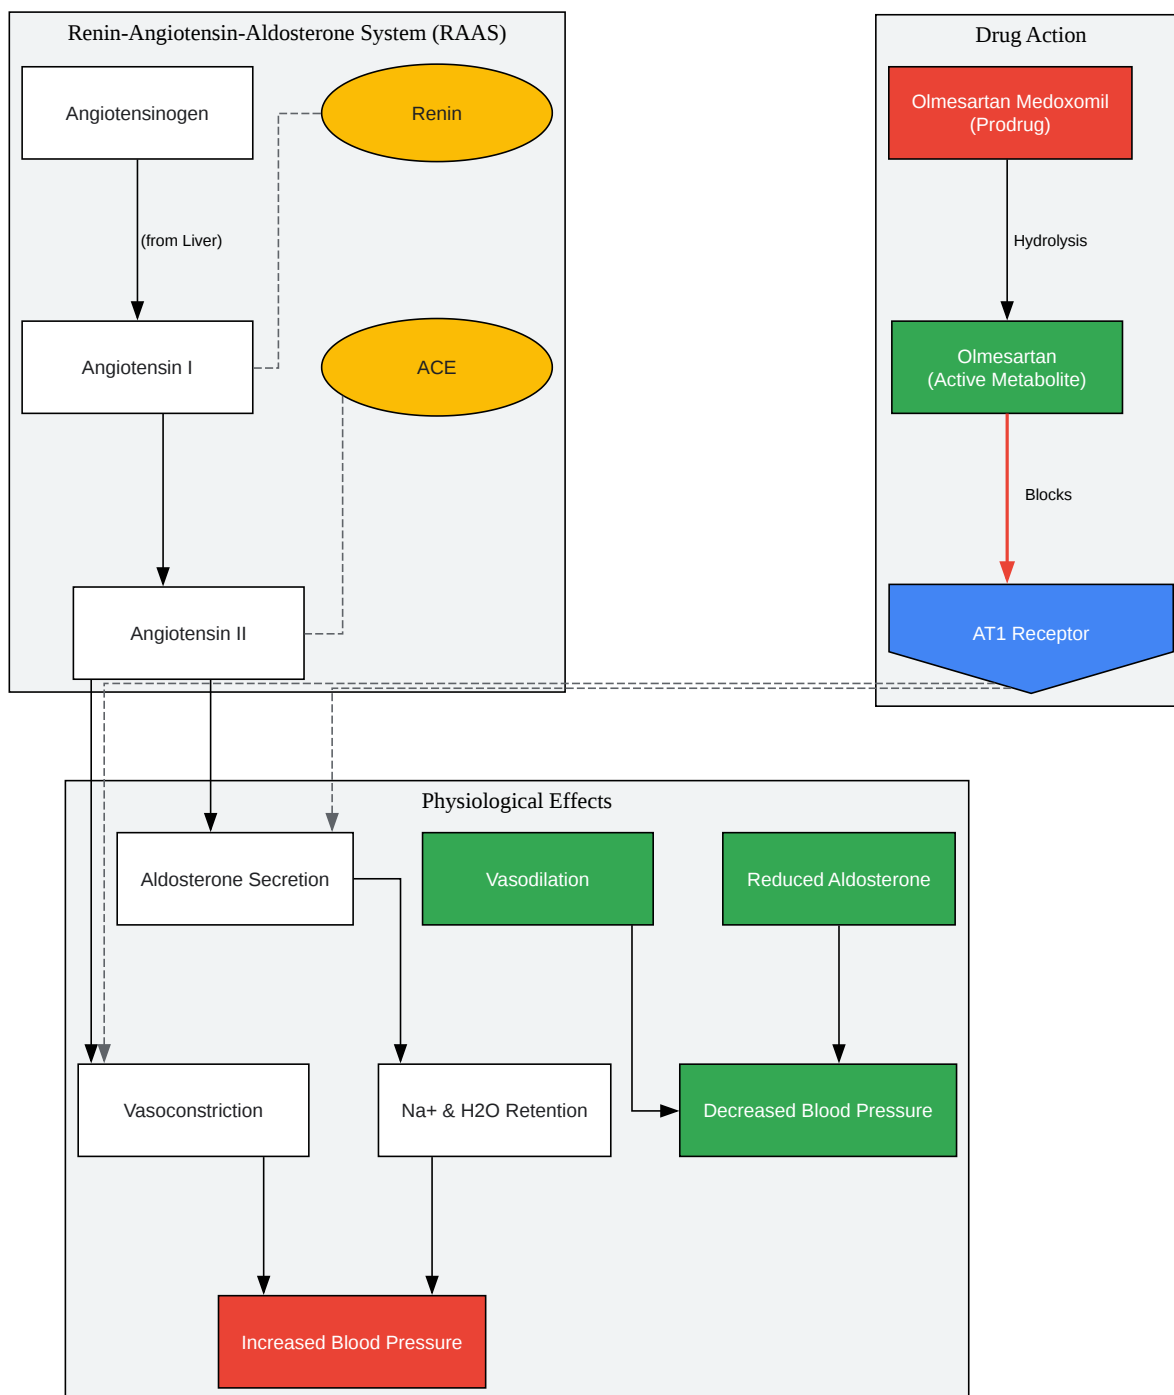 Renin-Angiotensin-Aldosterone System (RAAS)
Drug Action
Angiotensinogen
Renin
Olmesartan Medoxomil
(Prodrug)
(from Liver)
Hydrolysis
Angiotensin I
ACE
Olmesartan
(Active Metabolite)
Blocks
Angiotensin II
AT1 Receptor
Physiological Effects
Aldosterone Secretion
Vasodilation
Reduced Aldosterone
Vasoconstriction
Na+ & H2O Retention
Decreased Blood Pressure
Increased Blood Pressure